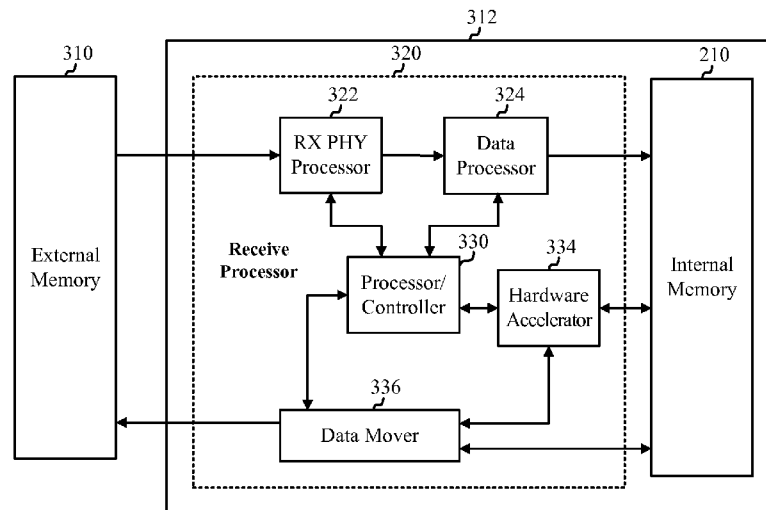 312
310
320
210
322
324
RX PHY
Processor
Data
Processor
Receive
Processor
330
334
External
Memory
Processor/
Controller
Hardware
Accelerator
Internal
Memory
336
Data Mover